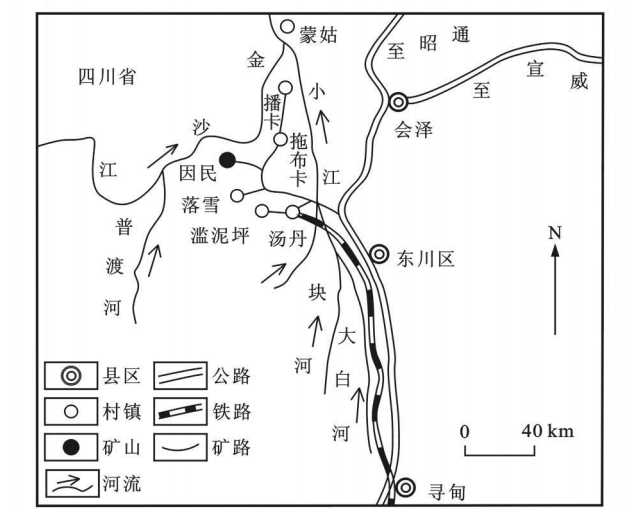 蒙姑
昭通
至
金
四川省
宣威
至
播卡
小江
会泽
沙
拖布卡
因民
江
落雪
普渡河
滥泥坪
汤丹
东川区
N
块河
大白河
县区
公路
村镇
铁路
矿山
矿路
河流
0
40 km
寻甸